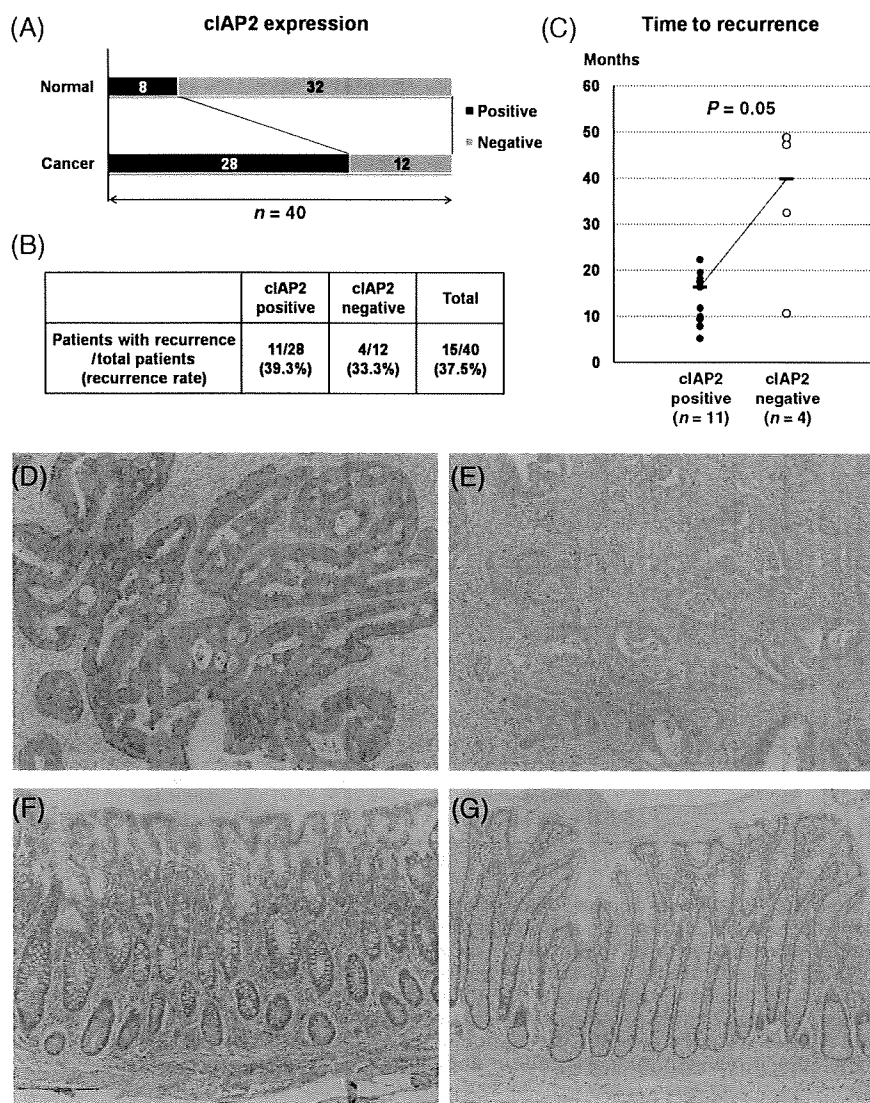 (A)
cIAP2 expression
Normal
8
32
Positive
Negative
Cancer
28
12
n = 40
(B)
cIAP2 positive
cIAP2 negative
Total
Patients with recurrence
/total patients
(recurrence rate)
11/28
(39.3%)
4/12
(33.3%)
15/40
(37.5%)
(C)
Time to recurrence
Months
60
50
40
30
20
10
0
P = 0.05
cIAP2
positive
(n = 11)
cIAP2
negative
(n = 4)
(D)
(E)
(F)
(G)